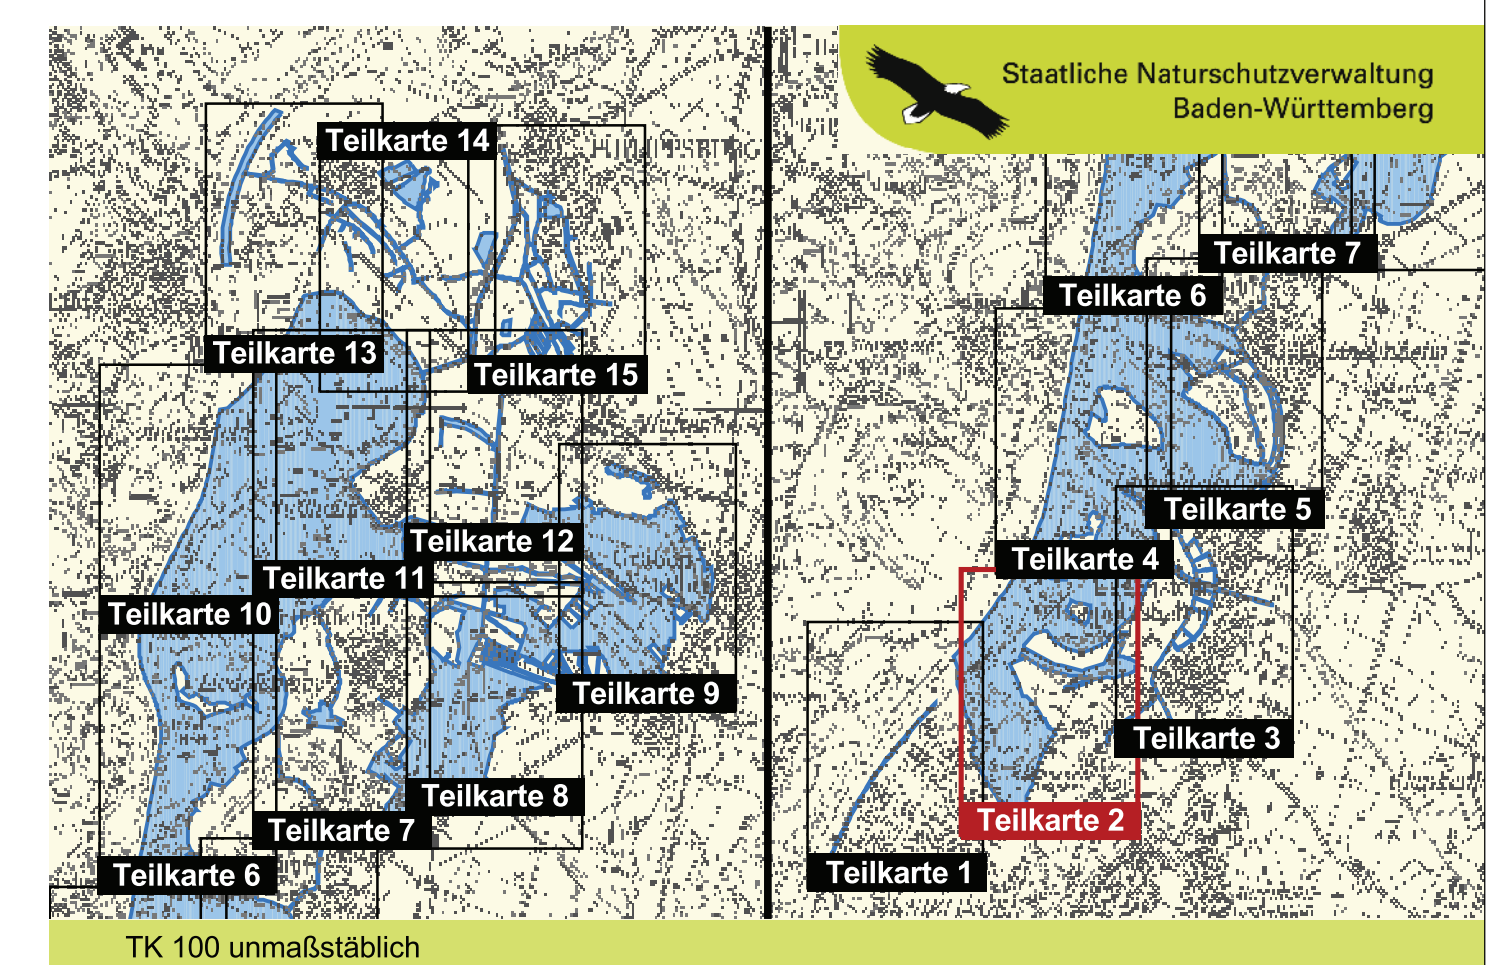 Staatliche Naturschutzverwaltung
Baden-Württemberg
Teilkarte 14
Teilkarte 13
Teilkarte 15
Teilkarte 12
Teilkarte 11
Teilkarte 10
Teilkarte 9
Teilkarte 8
Teilkarte 7
Teilkarte 6
Teilkarte 7
Teilkarte 6
Teilkarte 5
Teilkarte 4
Teilkarte 3
Teilkarte 2
Teilkarte 1
TK 100 unmaßstäblich